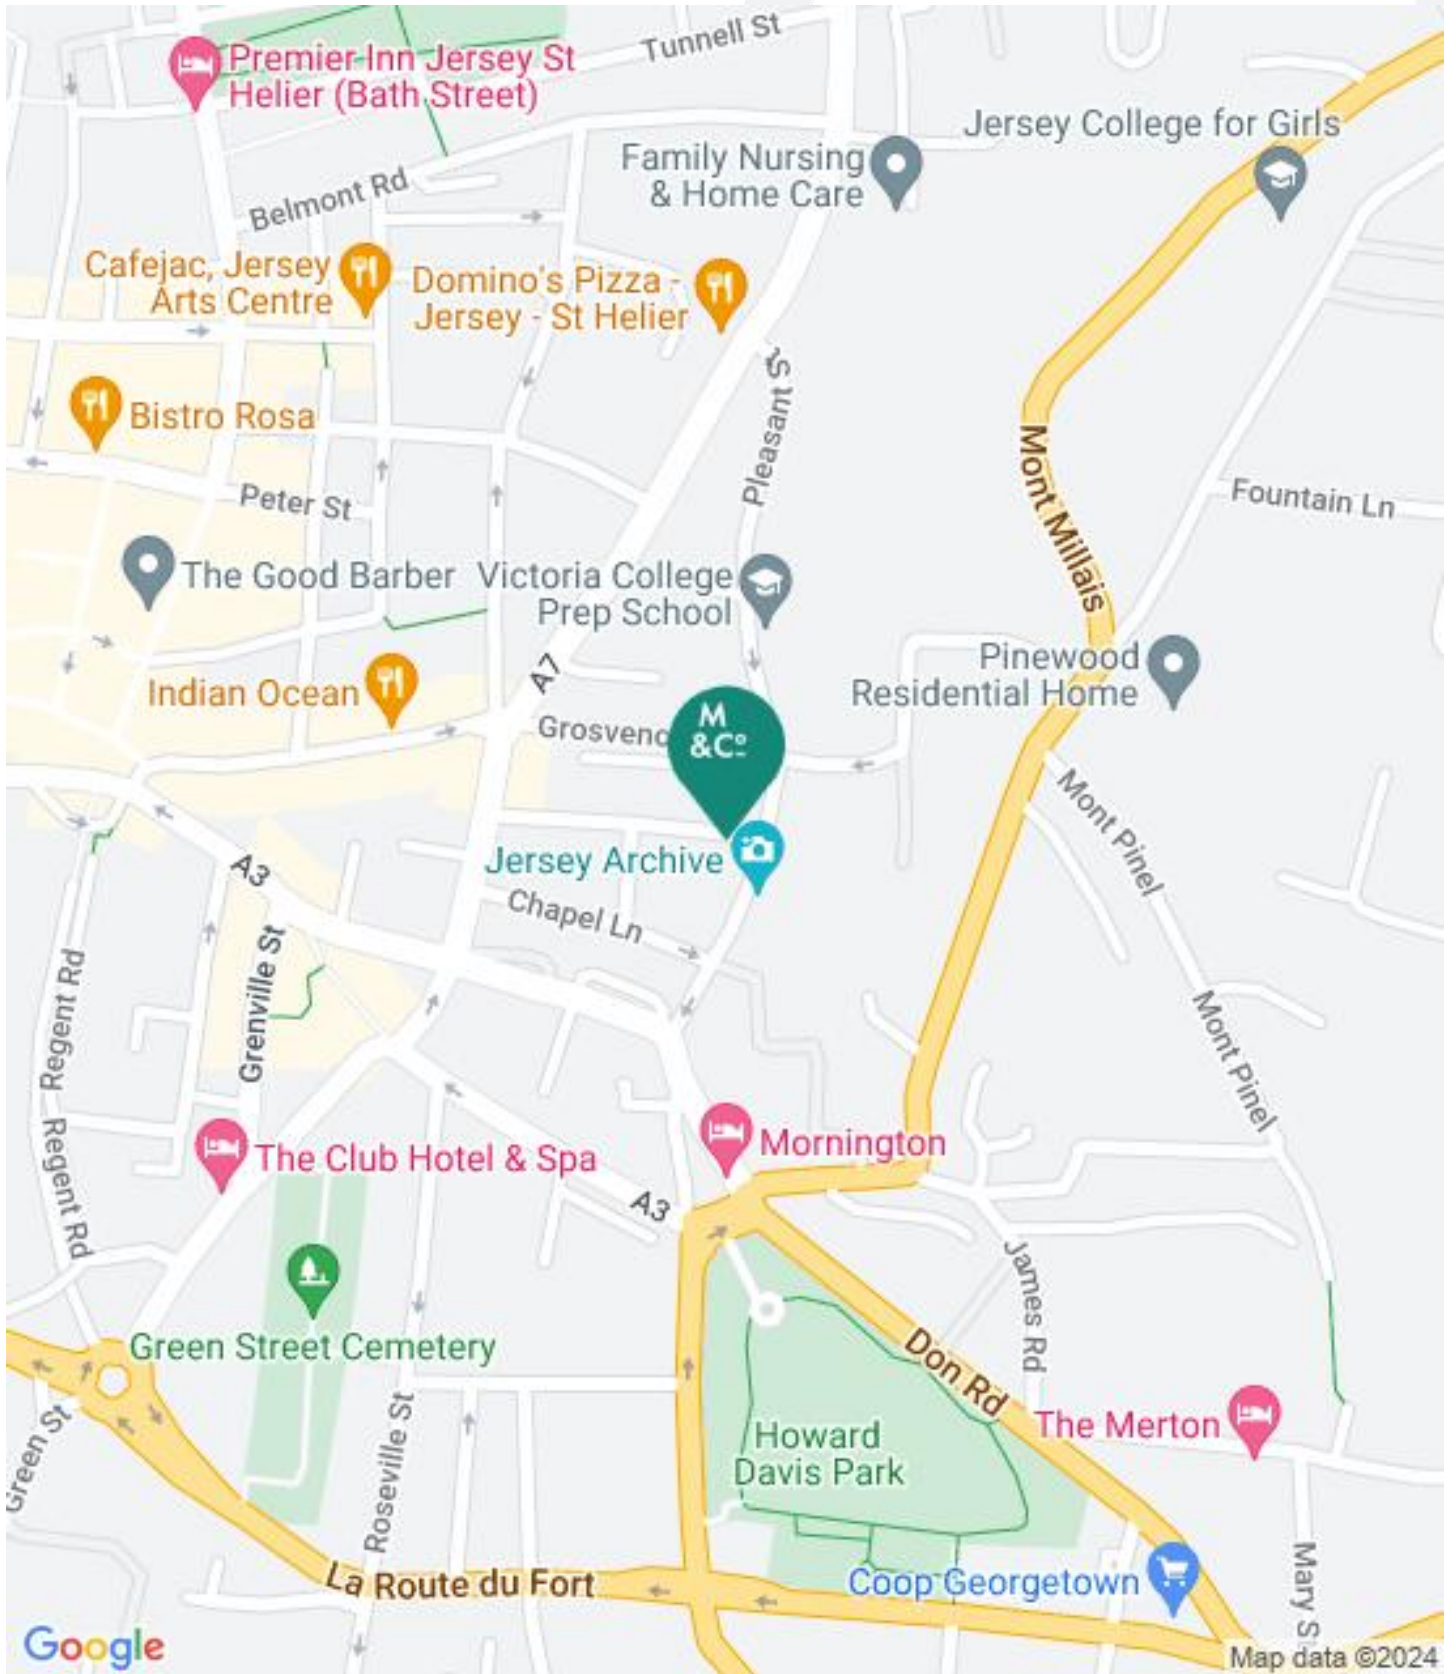 Tunnell St
Premier Inn Jersey St
Helier (Bath Street)
Jersey College for Girls
Family Nursing
& Home Care
Belmont Rd
Cafejac, Jersey
Arts Centre
Domino's Pizza -
Jersey - St Helier
Pleasant St
Bistro Rosa
Mont Millais
Peter St
Fountain Ln
The Good Barber
Victoria College
Prep School
Pinewood
Residential Home
A7
Indian Ocean
Grosveno
M
&Co
Mont Pinel
Jersey Archive
A3
Chapel Ln
Grenville St
Regent Rd
Mont Pinel
Regent Rd
The Club Hotel & Spa
Mornington
A3
James Rd
Green Street Cemetery
Don Rd
Green St
Roseville St
The Merton
Howard
Davis Park
La Route du Fort
Coop Georgetown
Mary St
Google
Map data ©2024